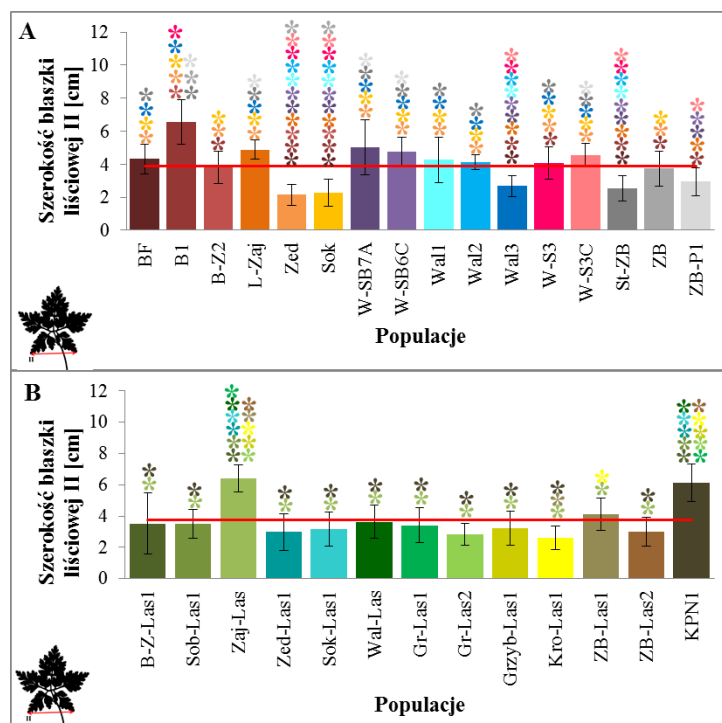 A
Szerokość blaszki
liściowej II [cm]
12
10
8
6
4
2
0
BF
B1
B-Z2
L-Zaj
Zed
Sok
W-SB7A
W-SB6C
Wal1
Wal2
Wal3
W-S3
W-S3C
St-ZB
ZB
ZB-P1
Populacje
II
B
Szerokość blaszki
liściowej II [cm]
12
10
8
6
4
2
0
B-Z-Las1
Sob-Las1
Zaj-Las
Zed-Las1
Sok-Las1
Wal-Las
Gr-Las1
Gr-Las2
Grzyb-Las1
Kro-Las1
ZB-Las1
ZB-Las2
KPN1
Populacje
II